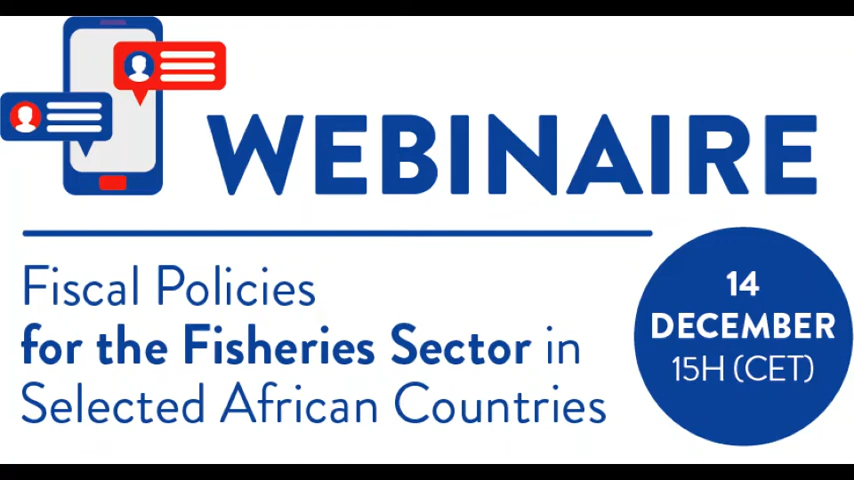 WEBINAIRE
Fiscal Policies
for the Fisheries Sector in
Selected African Countries
14
DECEMBER
15H (CET)